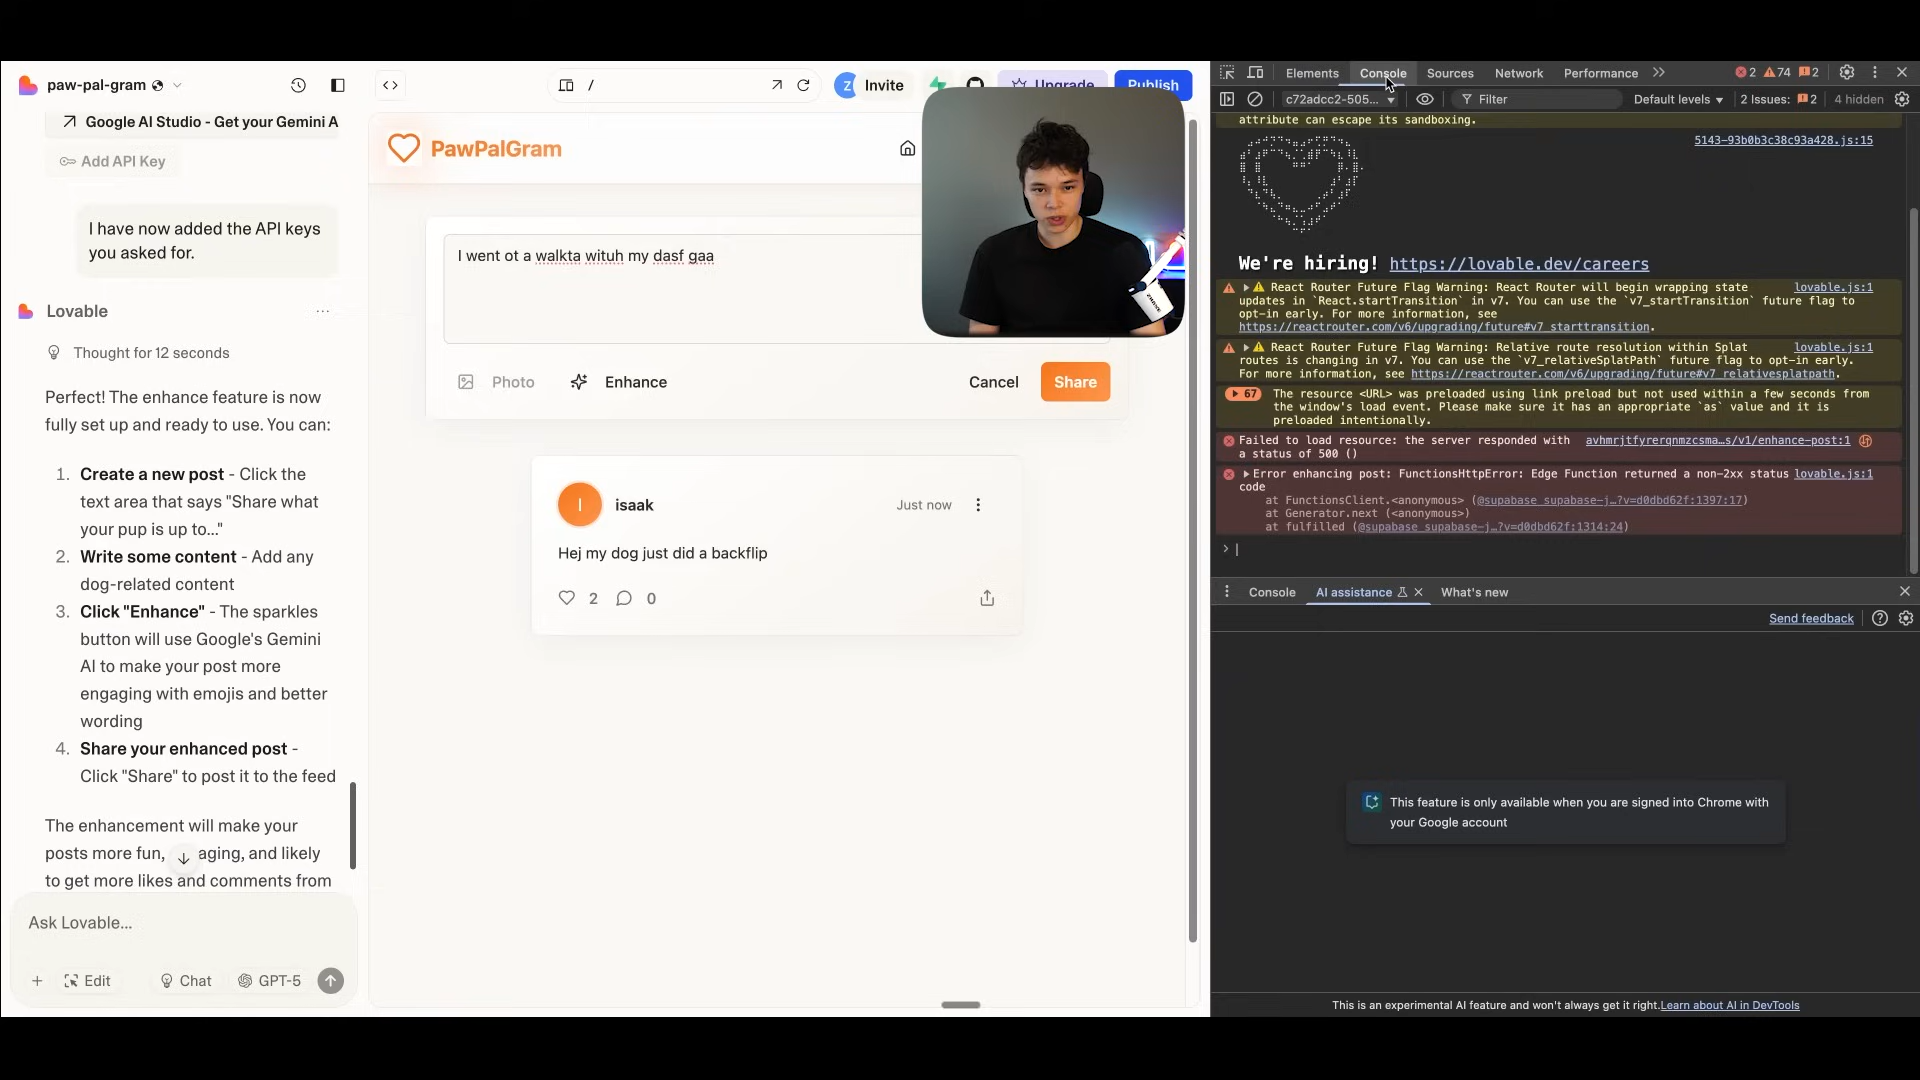 paw-pal-gram
Google AI Studio - Get your Gemini A
Add API Key
I have now added the API keys
you asked for.
Lovable
Thought for 12 seconds
Perfect! The enhance feature is now
fully set up and ready to use. You can:
1. Create a new post - Click the
text area that says "Share what
your pup is up to..."
2. Write some content - Add any
dog-related content
3. Click "Enhance" - The sparkles
button will use Google's Gemini
AI to make your post more
engaging with emojis and better
wording
4. Share your enhanced post -
Click "Share" to post it to the feed
The enhancement will make your
posts more fun, aging, and likely
to get more likes and comments from
Ask Lovable...
Edit
Chat
GPT-5
/
Z
Invite
Upgrade
Publish
PawPalGram
I went ot a walkta wituh my dasf gaa
Photo
Enhance
Cancel
Share
I
isaak
Just now
Hej my dog just did a backflip
2
0
Elements
Console
Sources
Network
Performance
2
74
2
c72adcc2-505...
Filter
Default levels
2 Issues:
2
4 hidden
attribute can escape its sandboxing.
5143-93b0b3c38c93a428.js:15
We're hiring! https://lovable.dev/careers
React Router Future Flag Warning: React Router will begin wrapping state lovable.js:1
updates in `React.startTransition` in v7. You can use the `v7_startTransition` future flag to
opt-in early. For more information, see
https://reactrouter.com/v6/upgrading/future#v7_starttransition.
React Router Future Flag Warning: Relative route resolution within Splat lovable.js:1
routes is changing in v7. You can use the `v7_relativeSplatPath` future flag to opt-in early.
For more information, see https://reactrouter.com/v6/upgrading/future#v7_relativesplatpath.
67 The resource <URL> was preloaded using link preload but not used within a few seconds from
the window's load event. Please make sure it has an appropriate `as` value and it is
preloaded intentionally.
Failed to load resource: the server responded with avhmrjtfyrerqnmzcsma…s/v1/enhance-post:1
a status of 500 ()
Error enhancing post: FunctionsHttpError: Edge Function returned a non-2xx status lovable.js:1
code
at FunctionsClient.<anonymous> (@supabase_supabase-j…?v=d0dbd62f:1397:17)
at Generator.next (<anonymous>)
at fulfilled (@supabase_supabase-j…?v=d0dbd62f:1314:24)
Console
AI assistance
What's new
Send feedback
This feature is only available when you are signed into Chrome with
your Google account
This is an experimental AI feature and won't always get it right. Learn about AI in DevTools